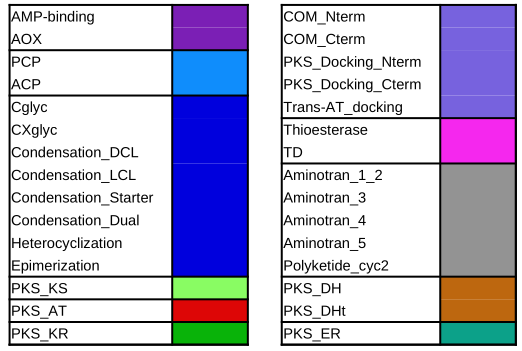 AMP-binding
AOX
PCP
ACP
Cglyc
CXglyc
Condensation_DCL
Condensation_LCL
Condensation_Starter
Condensation_Dual
Heterocyclization
Epimerization
PKS_KS
PKS_AT
PKS_KR
COM_Nterm
COM_Cterm
PKS_Docking_Nterm
PKS_Docking_Cterm
Trans-AT_docking
Thioesterase
TD
Aminotran_1_2
Aminotran_3
Aminotran_4
Aminotran_5
Polyketide_cyc2
PKS_DH
PKS_DHt
PKS_ER